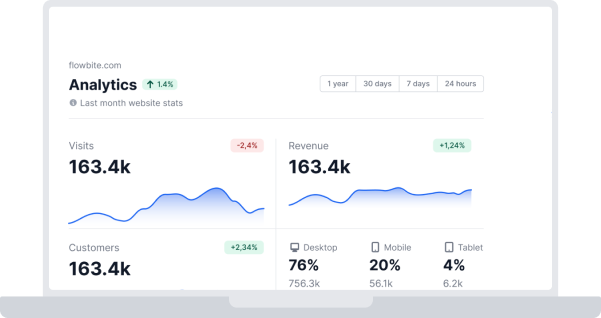 flowbite.com
Analytics 1.4%
1 year 30 days 7 days 24 hours
Last month website stats
Visits -2,4%
163.4k
Revenue +1,24%
163.4k
Customers +2,34%
163.4k
Desktop Mobile Tablet
76% 20% 4%
756.3k 56.1k 6.2k